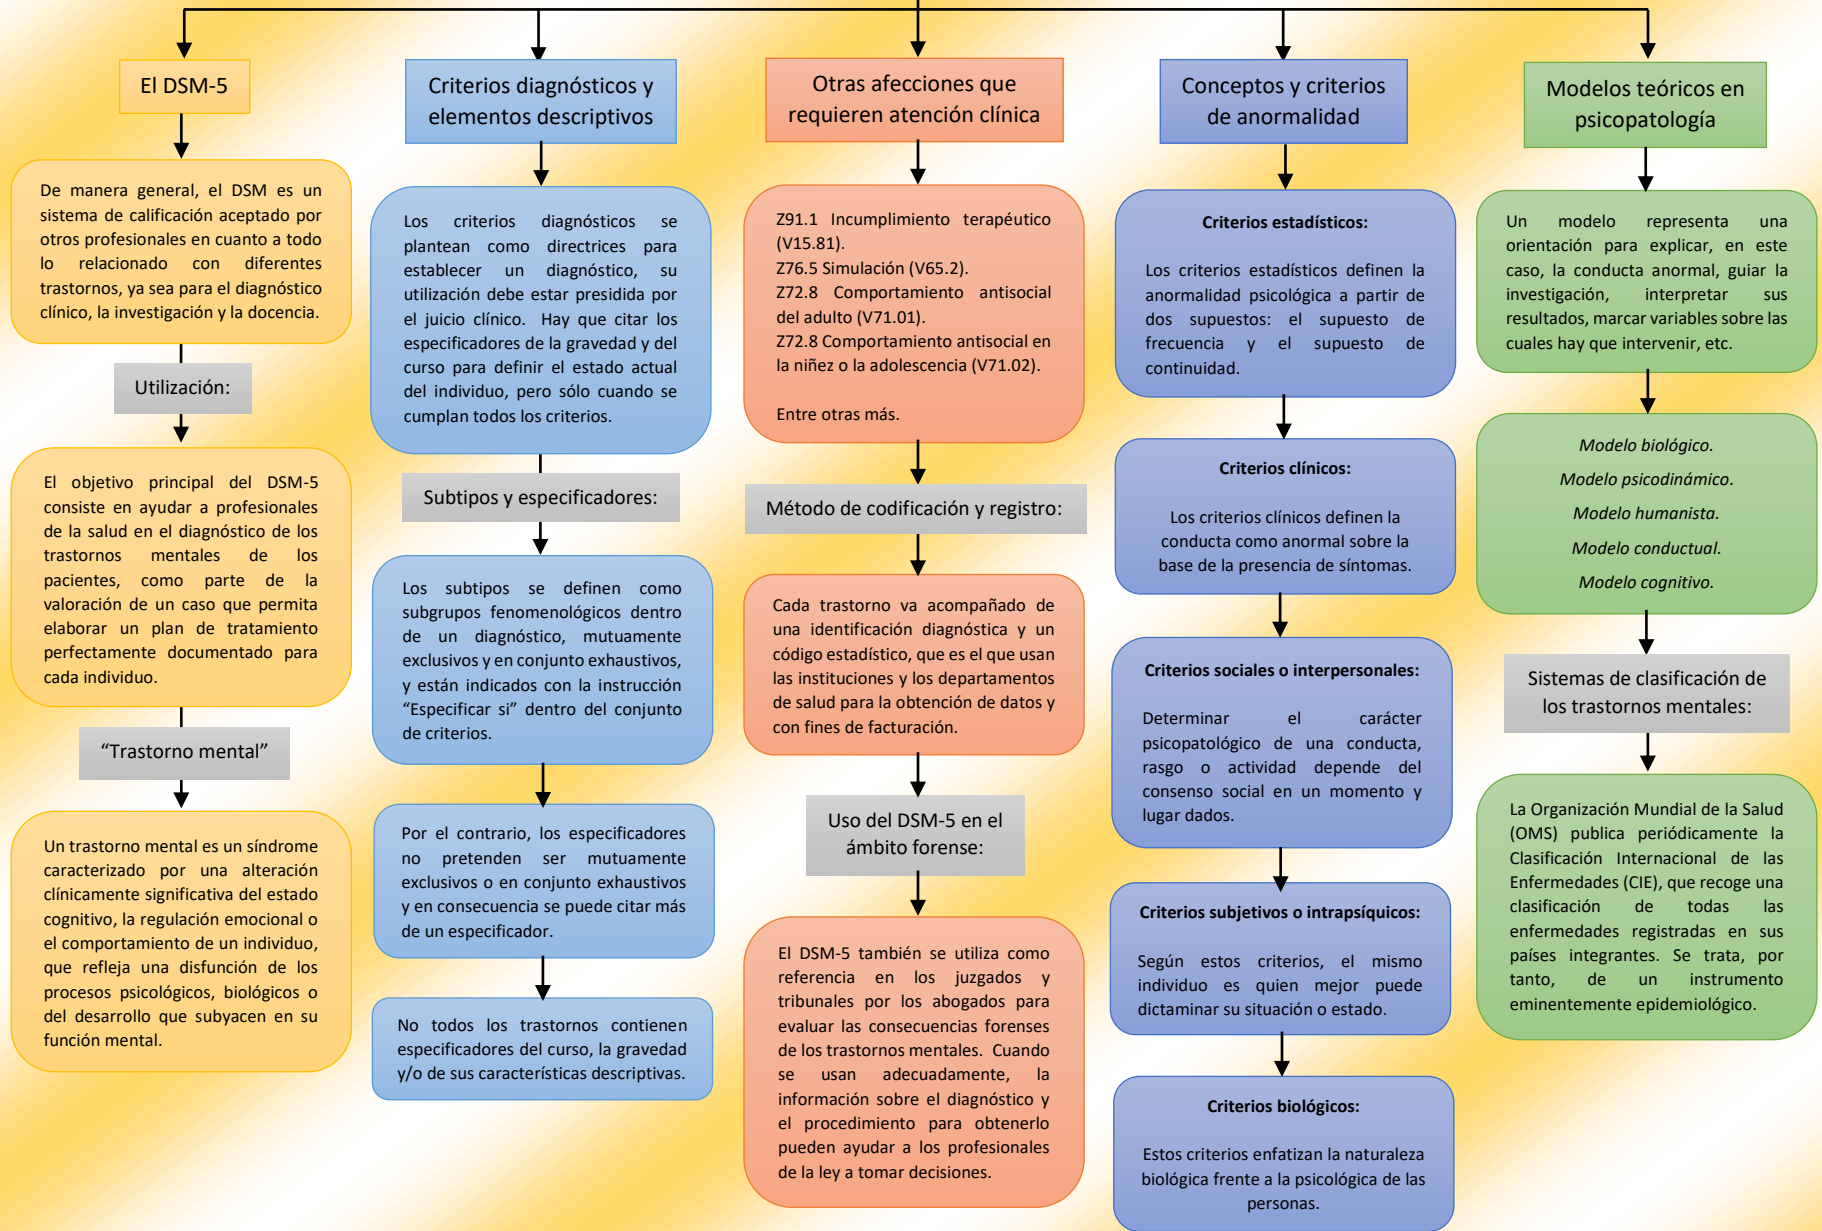 El DSM-5
De manera general, el DSM es un
sistema de calificación aceptado por
otros profesionales en cuanto a todo
lo relacionado con diferentes
trastornos, ya sea para el diagnóstico
clínico, la investigación y la docencia.
Utilización:
El objetivo principal del DSM-5
consiste en ayudar a profesionales
de la salud en el diagnóstico de los
trastornos mentales de los
pacientes, como parte de la
valoración de un caso que permita
elaborar un plan de tratamiento
perfectamente documentado para
cada individuo.
“Trastorno mental”
Un trastorno mental es un síndrome
caracterizado por una alteración
clínicamente significativa del estado
cognitivo, la regulación emocional o
el comportamiento de un individuo,
que refleja una disfunción de los
procesos psicológicos, biológicos o
del desarrollo que subyacen en su
función mental.
Criterios diagnósticos y
elementos descriptivos
Los criterios diagnósticos se
plantean como directrices para
establecer un diagnóstico, su
utilización debe estar presidida por
el juicio clínico. Hay que citar los
especificadores de la gravedad y del
curso para definir el estado actual
del individuo, pero sólo cuando se
cumplan todos los criterios.
Subtipos y especificadores:
Los subtipos se definen como
subgrupos fenomenológicos dentro
de un diagnóstico, mutuamente
exclusivos y en conjunto exhaustivos,
y están indicados con la instrucción
“Especificar si” dentro del conjunto
de criterios.
Por el contrario, los especificadores
no pretenden ser mutuamente
exclusivos o en conjunto exhaustivos
y en consecuencia se puede citar más
de un especificador.
No todos los trastornos contienen
especificadores del curso, la gravedad
y/o de sus características descriptivas.
Otras afecciones que
requieren atención clínica
Z91.1 Incumplimiento terapéutico
(V15.81).
Z76.5 Simulación (V65.2).
Z72.8 Comportamiento antisocial
del adulto (V71.01).
Z72.8 Comportamiento antisocial en
la niñez o la adolescencia (V71.02).
Entre otras más.
Método de codificación y registro:
Cada trastorno va acompañado de
una identificación diagnóstica y un
código estadístico, que es el que usan
las instituciones y los departamentos
de salud para la obtención de datos y
con fines de facturación.
Uso del DSM-5 en el
ámbito forense:
El DSM-5 también se utiliza como
referencia en los juzgados y
tribunales por los abogados para
evaluar las consecuencias forenses
de los trastornos mentales. Cuando
se usan adecuadamente, la
información sobre el diagnóstico y
el procedimiento para obtenerlo
pueden ayudar a los profesionales
de la ley a tomar decisiones.
Conceptos y criterios
de anormalidad
Criterios estadísticos:
Los criterios estadísticos definen la
anormalidad psicológica a partir de
dos supuestos: el supuesto de
frecuencia y el supuesto de
continuidad.
Criterios clínicos:
Los criterios clínicos definen la
conducta como anormal sobre la
base de la presencia de síntomas.
Criterios sociales o interpersonales:
Determinar el carácter
psicopatológico de una conducta,
rasgo o actividad depende del
consenso social en un momento y
lugar dados.
Criterios subjetivos o intrapsíquicos:
Según estos criterios, el mismo
individuo es quien mejor puede
dictaminar su situación o estado.
Criterios biológicos:
Estos criterios enfatizan la naturaleza
biológica frente a la psicológica de las
personas.
Modelos teóricos en
psicopatología
Un modelo representa una
orientación para explicar, en este
caso, la conducta anormal, guiar la
investigación, interpretar sus
resultados, marcar variables sobre las
cuales hay que intervenir, etc.
Modelo biológico.
Modelo psicodinámico.
Modelo humanista.
Modelo conductual.
Modelo cognitivo.
Sistemas de clasificación de
los trastornos mentales:
La Organización Mundial de la Salud
(OMS) publica periódicamente la
Clasificación Internacional de las
Enfermedades (CIE), que recoge una
clasificación de todas las
enfermedades registradas en sus
países integrantes. Se trata, por
tanto, de un instrumento
eminentemente epidemiológico.